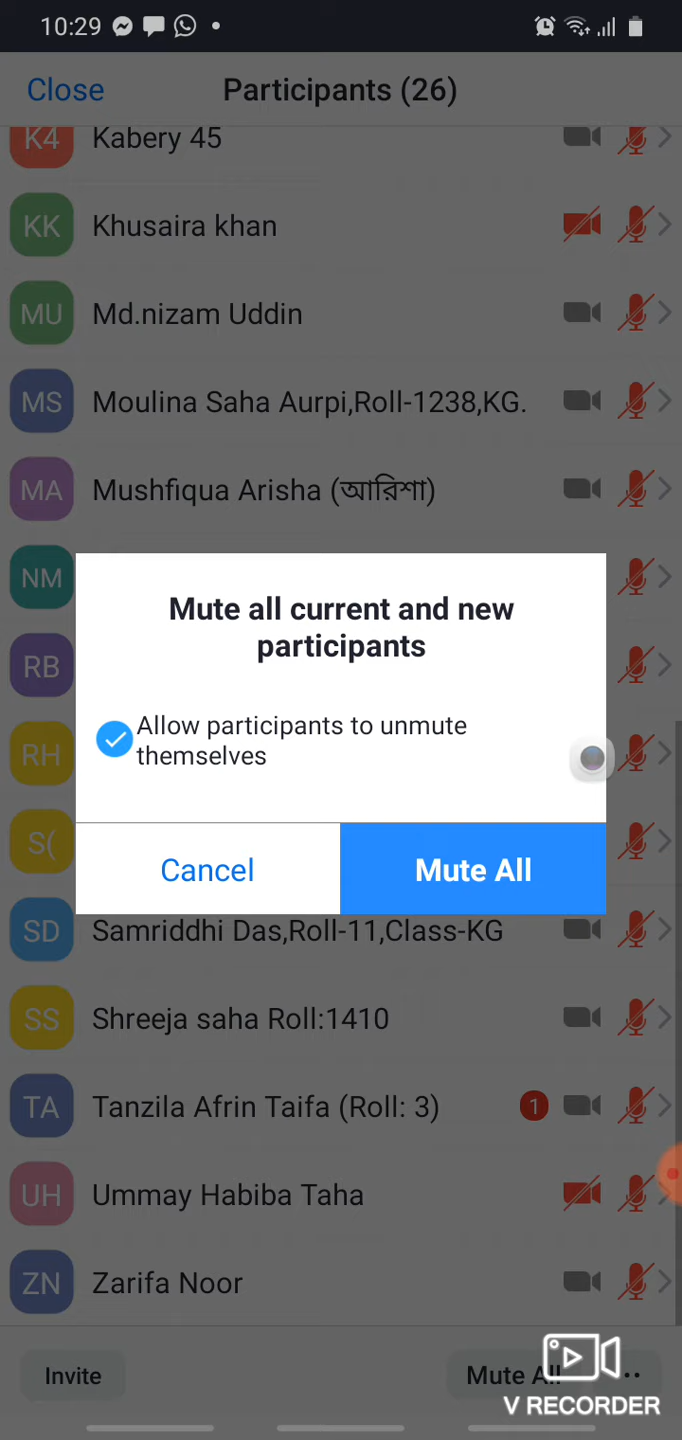 10:29
Close Participants (26)
K4 Kabery 45
KK Khusaira khan
MU Md.nizam Uddin
MS Moulina Saha Aurpi,Roll-1238,KG.
MA Mushfiqua Arisha (আরিশা)
NM
Mute all current and new
participants
RB
Allow participants to unmute
themselves
RH
S(
Cancel Mute All
SD Samriddhi Das,Roll-11,Class-KG
SS Shreeja saha Roll:1410
TA Tanzila Afrin Taifa (Roll: 3) 1
UH Ummay Habiba Taha
ZN Zarifa Noor
Invite Mute All
V RECORDER